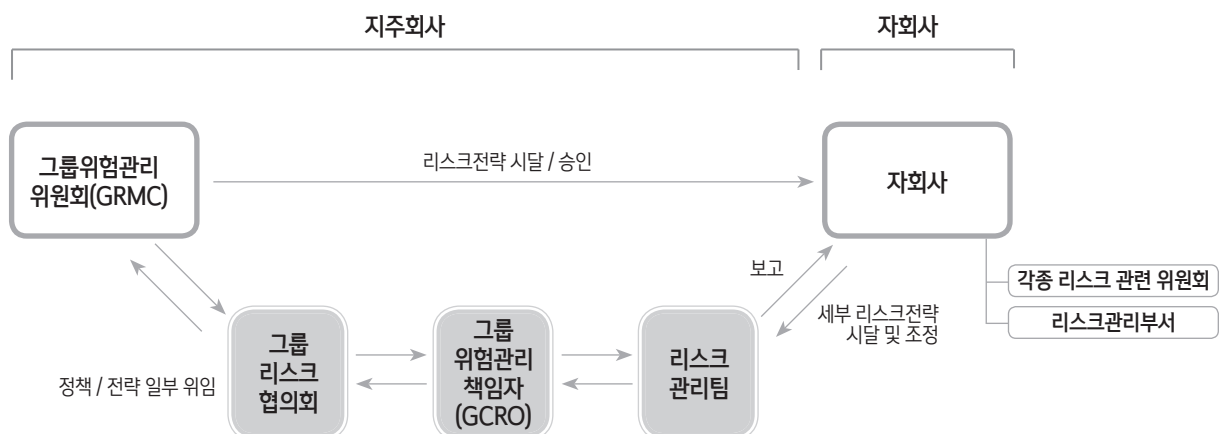 지주회사
자회사
그룹위험관리
위원회(GRMC)
리스크전략 시달 / 승인
자회사
보고
각종 리스크 관련 위원회
리스크관리부서
세부 리스크전략
시달 및 조정
정책 / 전략 일부 위임
그룹
리스크
협의회
그룹
위험관리
책임자
(GCRO)
리스크
관리팀